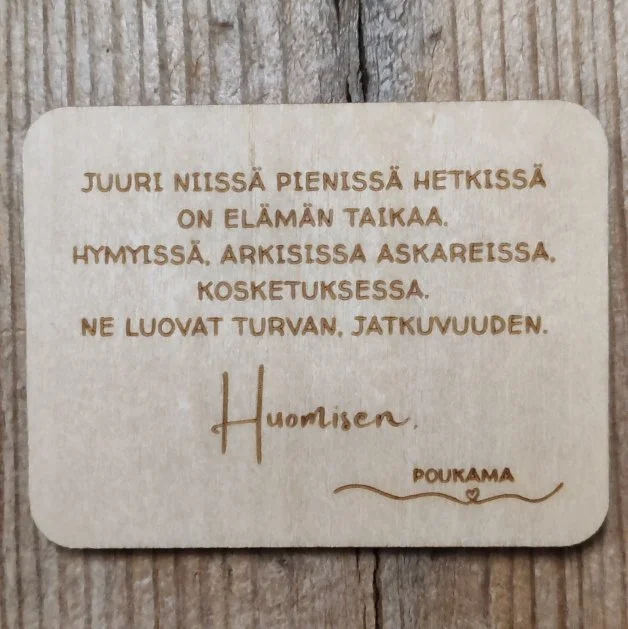 JUURI NIISSÄ PIENISSÄ HETKISSÄ
ON ELÄMÄN TAIKAA.
HYMYISSÄ, ARKISISSA ASKAREISSA,
KOSKETUKSESSA.
NE LUOVAT TURVAN, JATKUVUUDEN.
Huomisen.
POUKAMA